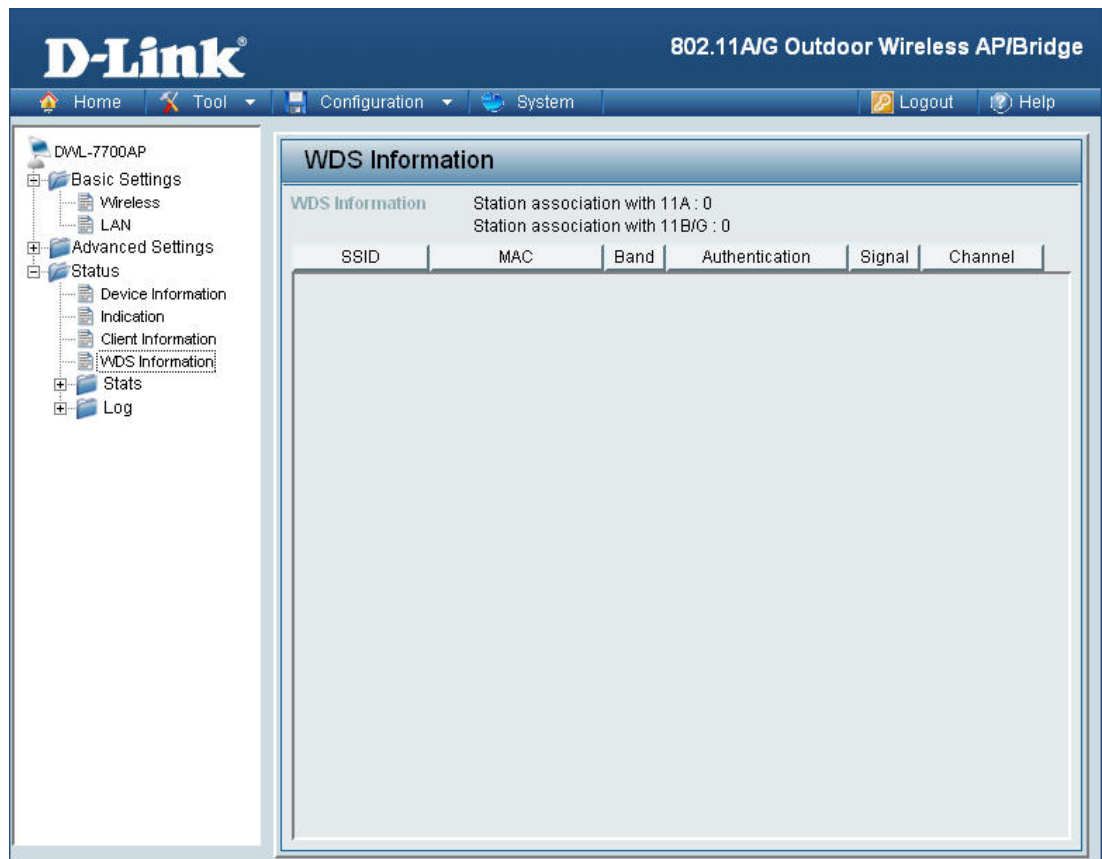 D-Link®
802.11A/G Outdoor Wireless AP/Bridge
Home Tool Configuration System Logout Help
DWL-7700AP
Basic Settings
Wireless
LAN
Advanced Settings
Status
Device Information
Indication
Client Information
WDS Information
Stats
Log
WDS Information
WDS Information Station association with 11A : 0
Station association with 11B/G : 0
SSID MAC Band Authentication Signal Channel